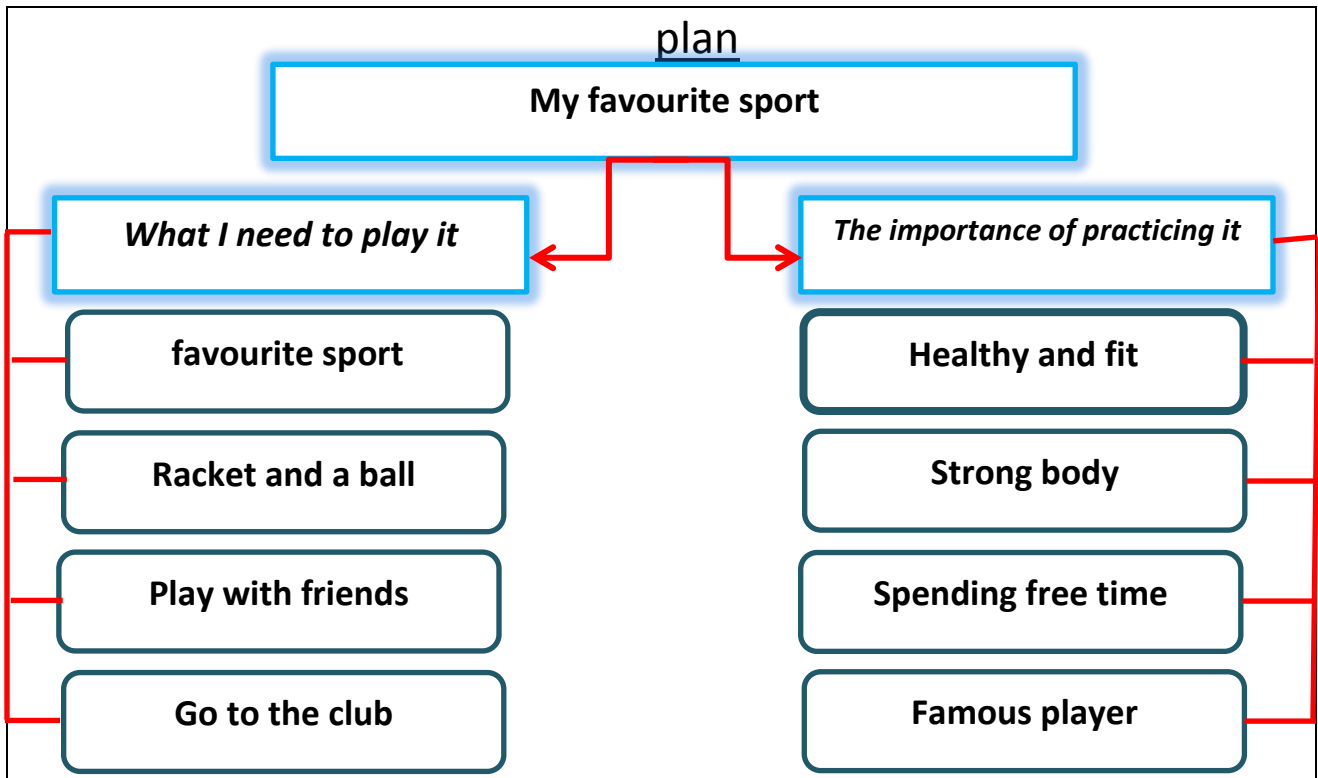 plan
My favourite sport
What I need to play it
The importance of practicing it
favourite sport
Healthy and fit
Racket and a ball
Strong body
Play with friends
Spending free time
Go to the club
Famous player